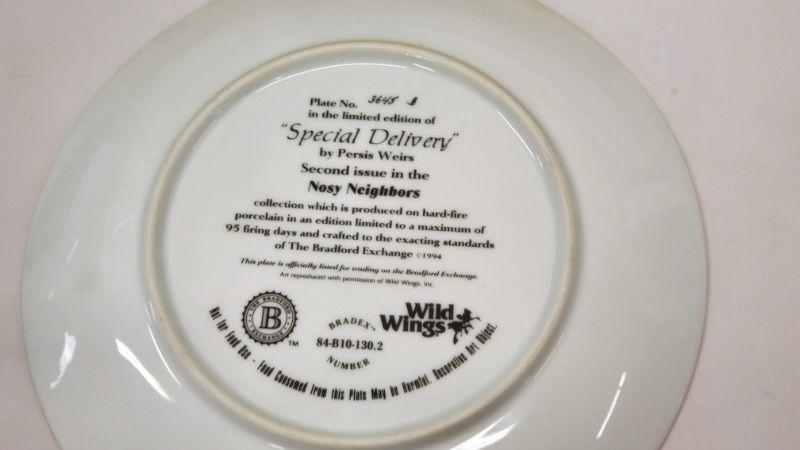 Plate No. 3645 B
in the limited edition of
"Special Delivery"
by Persis Weirs
Second issue in the
Nosy Neighbors
collection which is produced on hard-fire
porcelain in an edition limited to a maximum of
95 firing days and crafted to the exacting standards
of The Bradford Exchange ©1994
This plate is officially listed for trading on the Bradford Exchange.
Art reproduced with permission of Wild Wings, Inc.
THE BRADFORD
B
EXCHANGE
TM
BRADEX™
84-B10-130.2
NUMBER
Wild
Wings
Not For Food Use - Food Consumed from this Plate May be Harmful. Decorative Art Object.